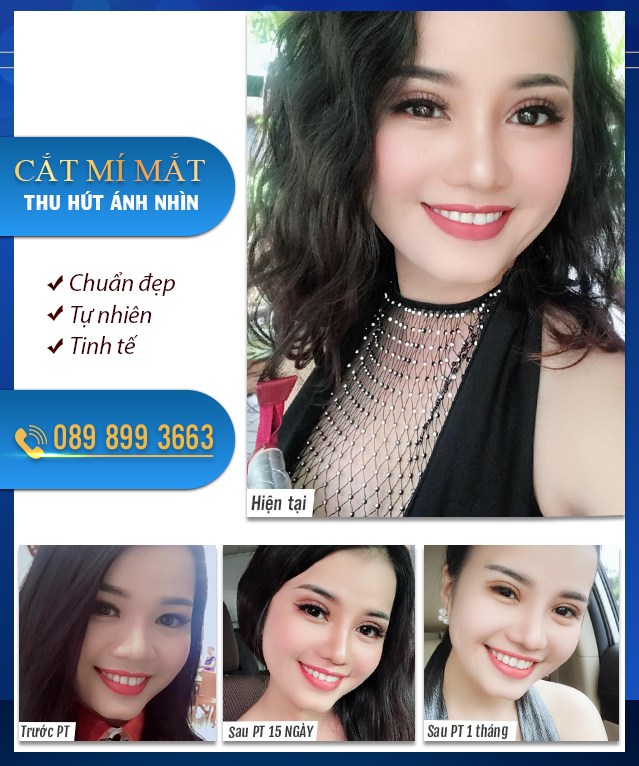 CẮT MÍ MẮT
THU HÚT ÁNH NHÌN
Chuẩn đẹp
Tự nhiên
Tinh tế
089 899 3663
Hiện tại
Trước PT
Sau PT 15 NGÀY
Sau PT 1 tháng